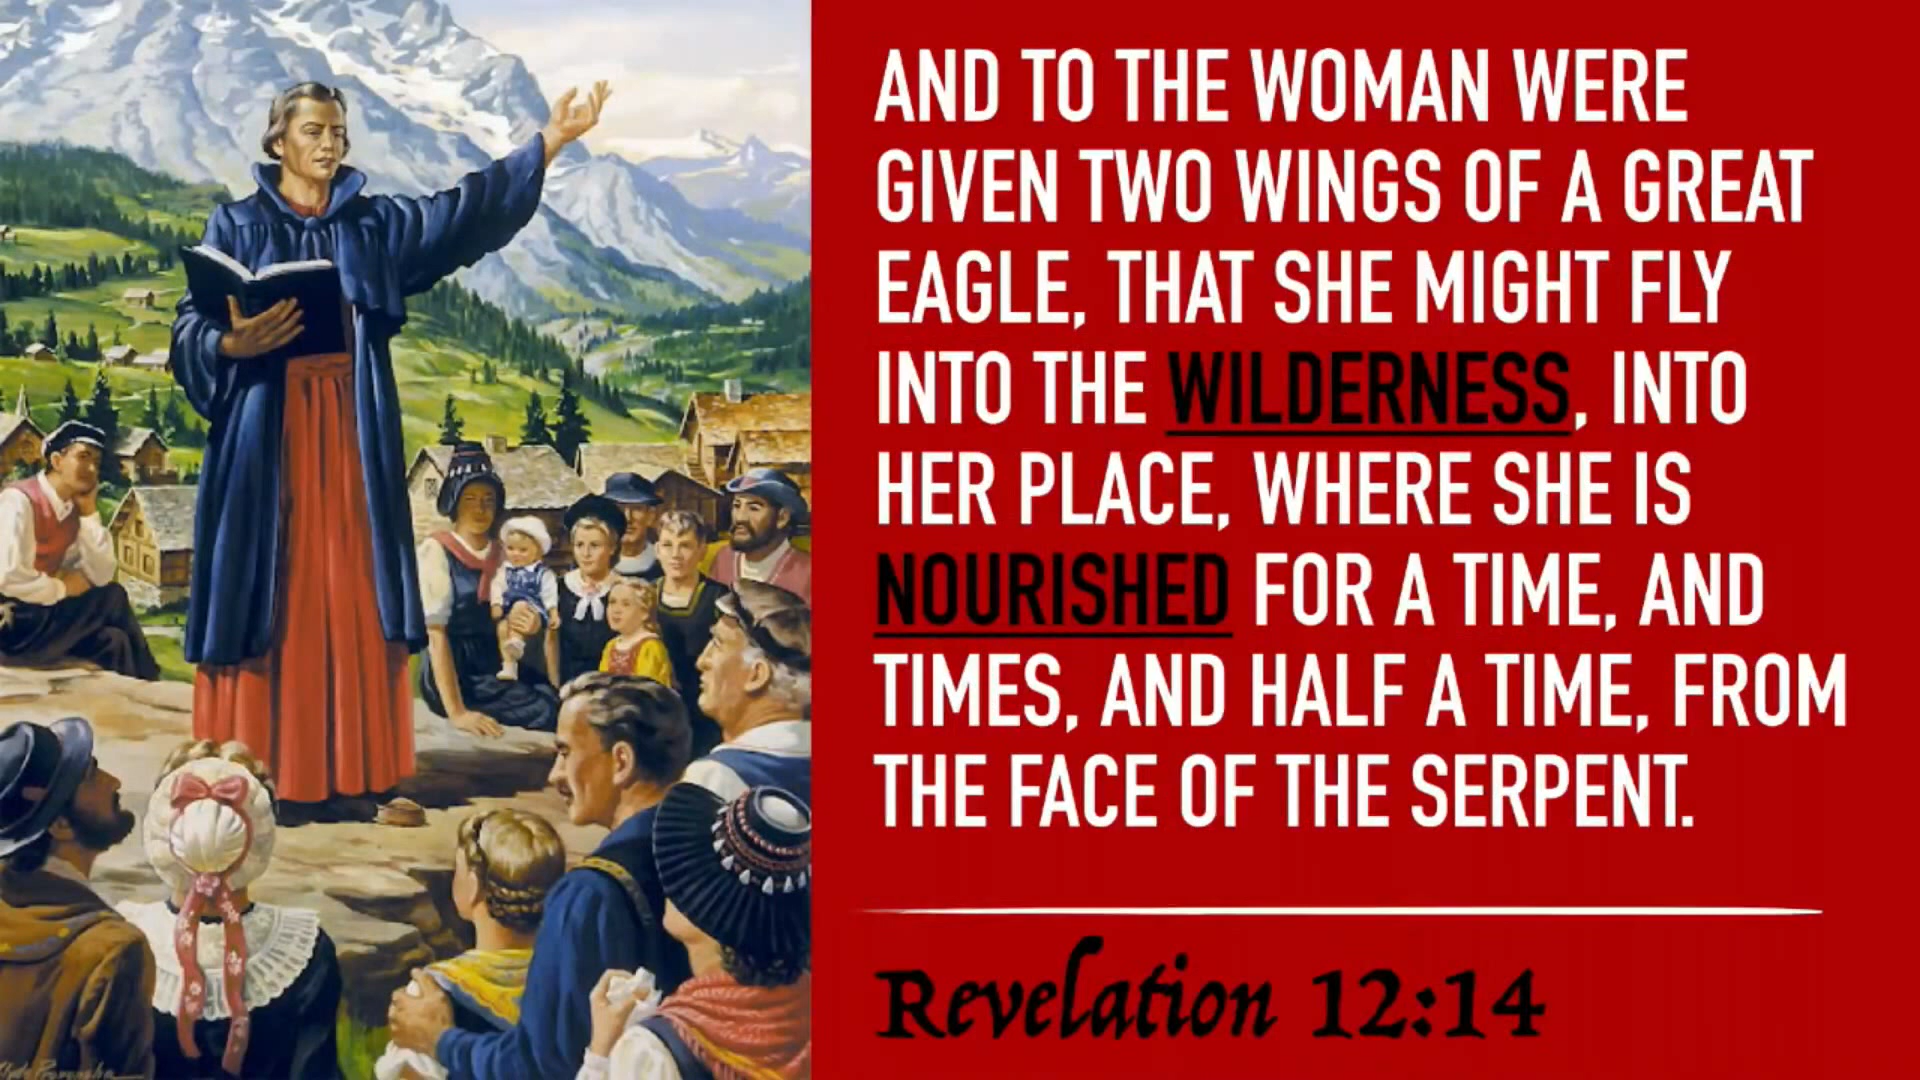 AND TO THE WOMAN WERE
GIVEN TWO WINGS OF A GREAT
EAGLE, THAT SHE MIGHT FLY
INTO THE WILDERNESS, INTO
HER PLACE, WHERE SHE IS
NOURISHED FOR A TIME, AND
TIMES, AND HALF A TIME, FROM
THE FACE OF THE SERPENT.
Revelation 12:14